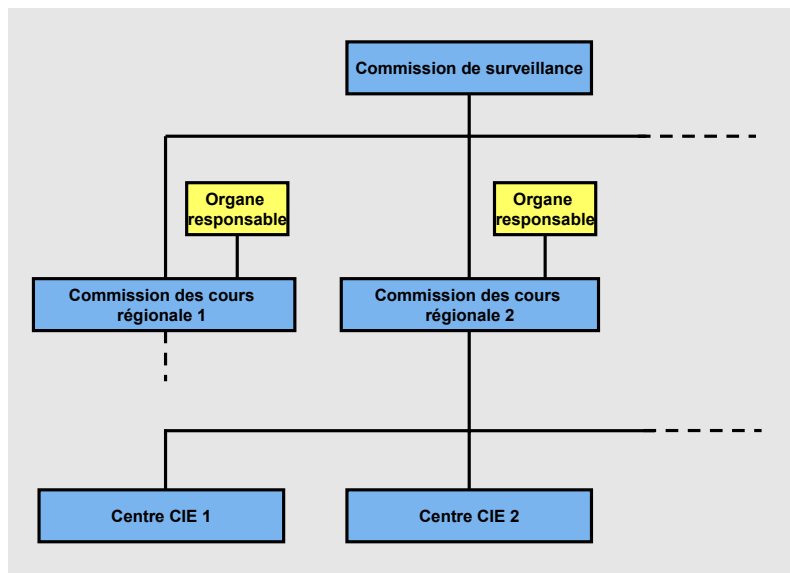 Commission de surveillance
Organe
responsable
Organe
responsable
Commission des cours
régionale 1
Commission des cours
régionale 2
Centre CIE 1
Centre CIE 2